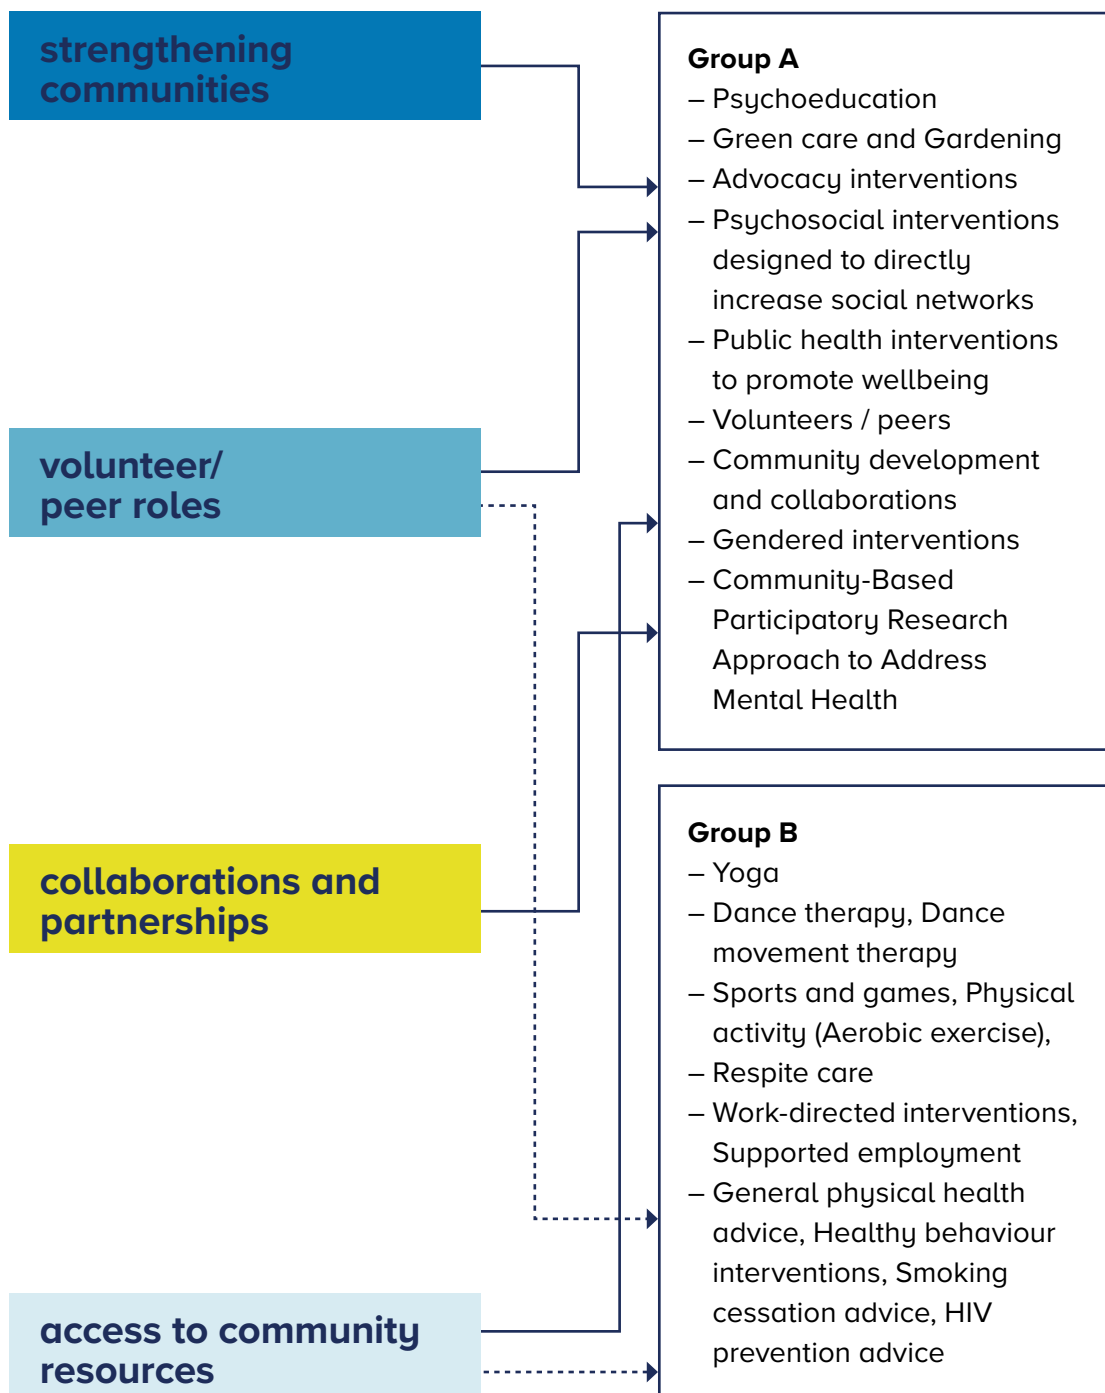 strengthening
communities
volunteer/
peer roles
collaborations and
partnerships
access to community
resources
Group A
– Psychoeducation
– Green care and Gardening
– Advocacy interventions
– Psychosocial interventions
designed to directly
increase social networks
– Public health interventions
to promote wellbeing
– Volunteers / peers
– Community development
and collaborations
– Gendered interventions
– Community-Based
Participatory Research
Approach to Address
Mental Health
Group B
– Yoga
– Dance therapy, Dance
movement therapy
– Sports and games, Physical
activity (Aerobic exercise),
– Respite care
– Work-directed interventions,
Supported employment
– General physical health
advice, Healthy behaviour
interventions, Smoking
cessation advice, HIV
prevention advice